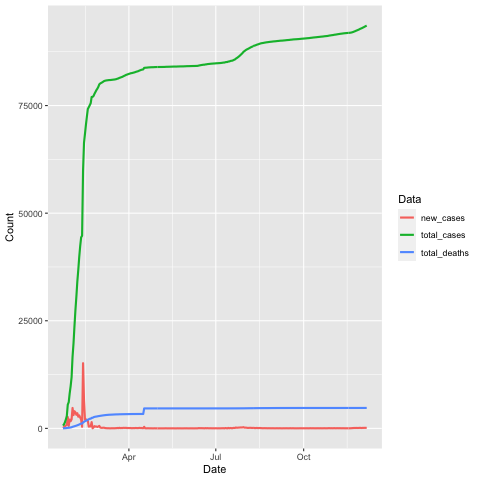 75000
50000
25000
0
Count
Apr
Jul
Oct
Date
Data
new_cases
total_cases
total_deaths